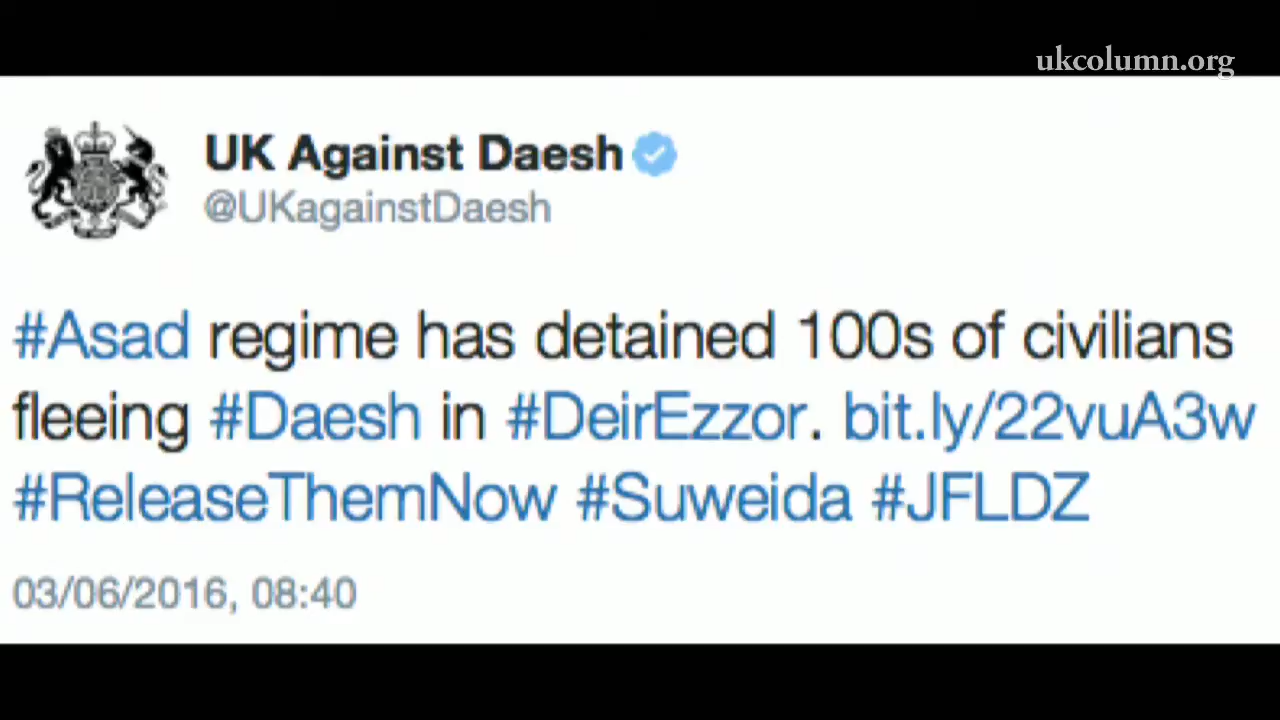 ukcolumn.org
UK Against Daesh
@UKagainstDaesh
#Asad regime has detained 100s of civilians
fleeing #Daesh in #DeirEzzor. bit.ly/22vuA3w
#ReleaseThemNow #Suweida #JFLDZ
03/06/2016, 08:40